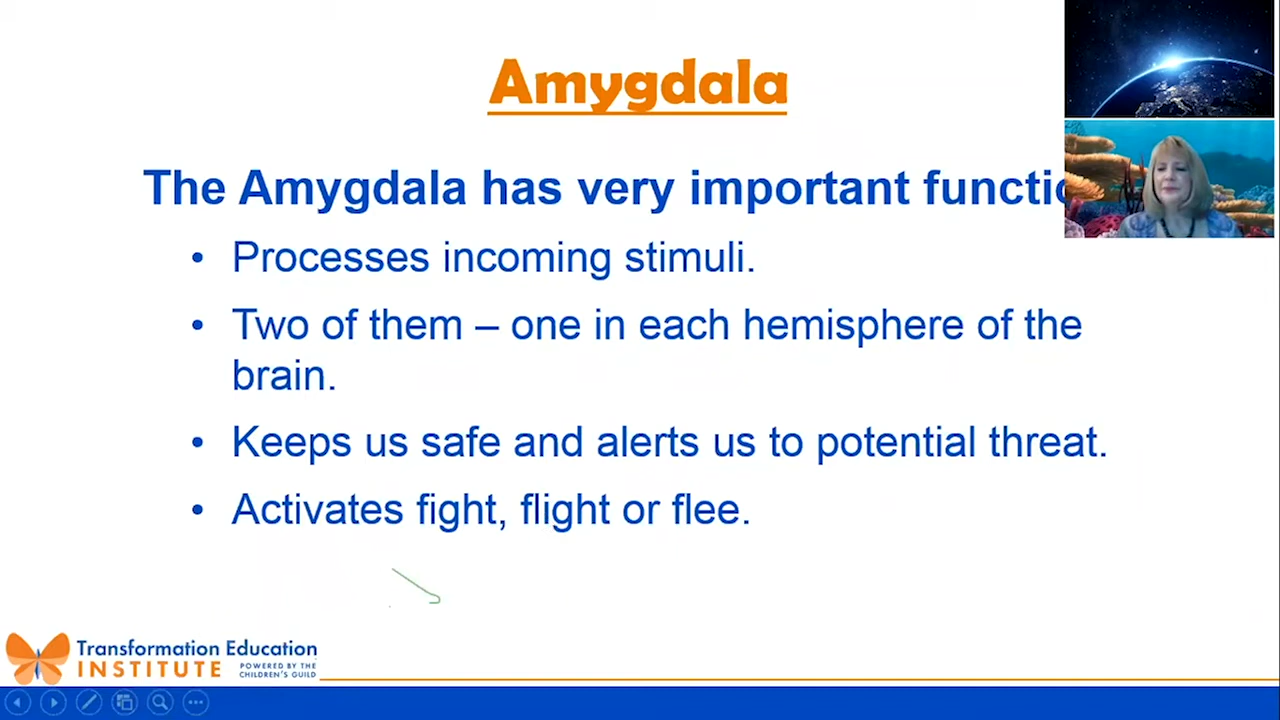 Amygdala
The Amygdala has very important functio
• Processes incoming stimuli.
• Two of them – one in each hemisphere of the
brain.
• Keeps us safe and alerts us to potential threat.
• Activates fight, flight or flee.
Transformation Education
INSTITUTE POWERED BY THE
CHILDREN'S GUILD